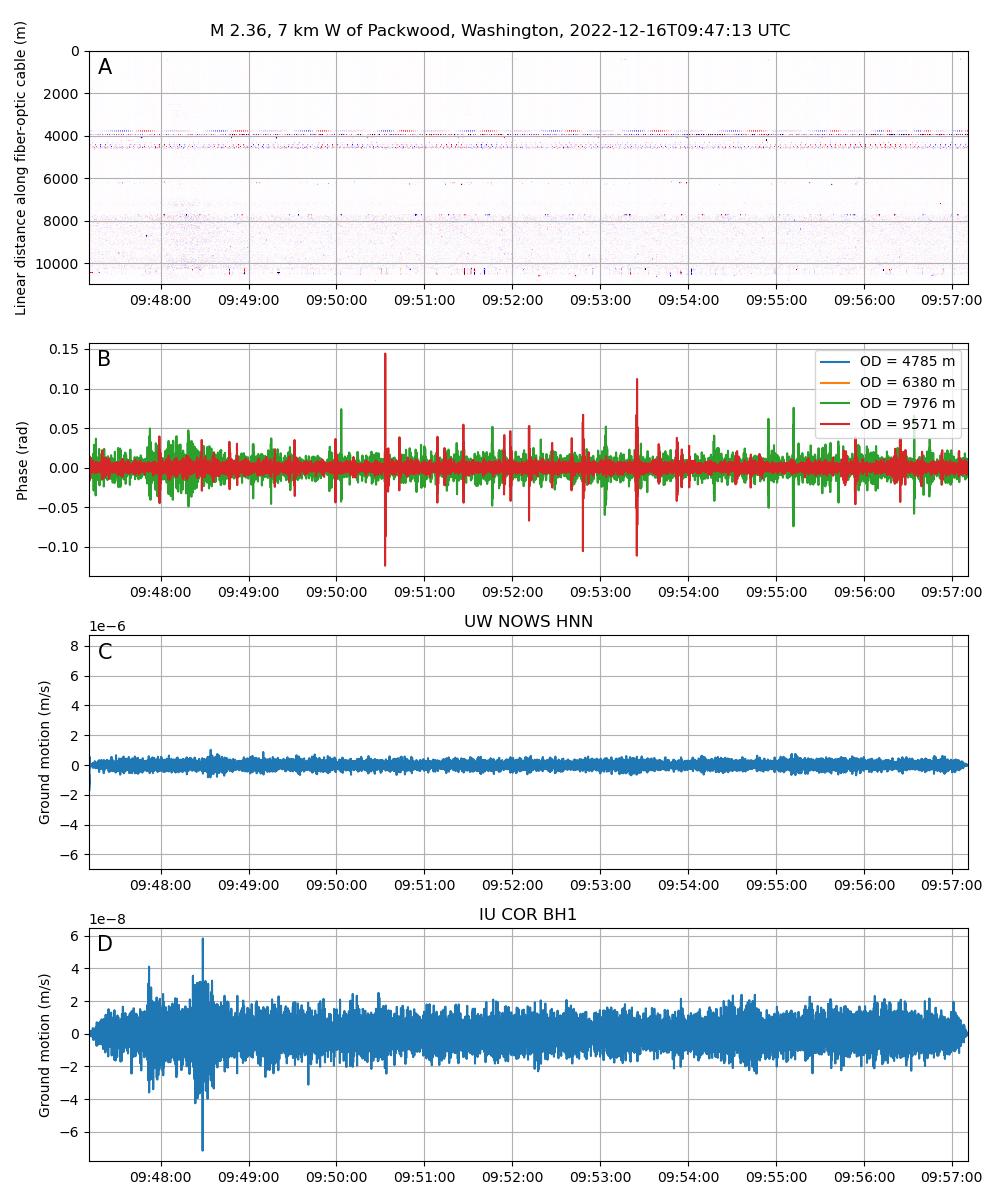 M 2.36, 7 km W of Packwood, Washington, 2022-12-16T09:47:13 UTC
Linear distance along fiber-optic cable (m)
A
0
2000
4000
6000
8000
10000
09:48:00 09:49:00 09:50:00 09:51:00 09:52:00 09:53:00 09:54:00 09:55:00 09:56:00 09:57:00
Phase (rad)
B
0.15
0.10
0.05
0.00
−0.05
−0.10
OD = 4785 m
OD = 6380 m
OD = 7976 m
OD = 9571 m
09:48:00 09:49:00 09:50:00 09:51:00 09:52:00 09:53:00 09:54:00 09:55:00 09:56:00 09:57:00
UW NOWS HNN
1e−6
Ground motion (m/s)
C
8
6
4
2
0
−2
−4
−6
09:48:00 09:49:00 09:50:00 09:51:00 09:52:00 09:53:00 09:54:00 09:55:00 09:56:00 09:57:00
IU COR BH1
1e−8
Ground motion (m/s)
D
6
4
2
0
−2
−4
−6
09:48:00 09:49:00 09:50:00 09:51:00 09:52:00 09:53:00 09:54:00 09:55:00 09:56:00 09:57:00